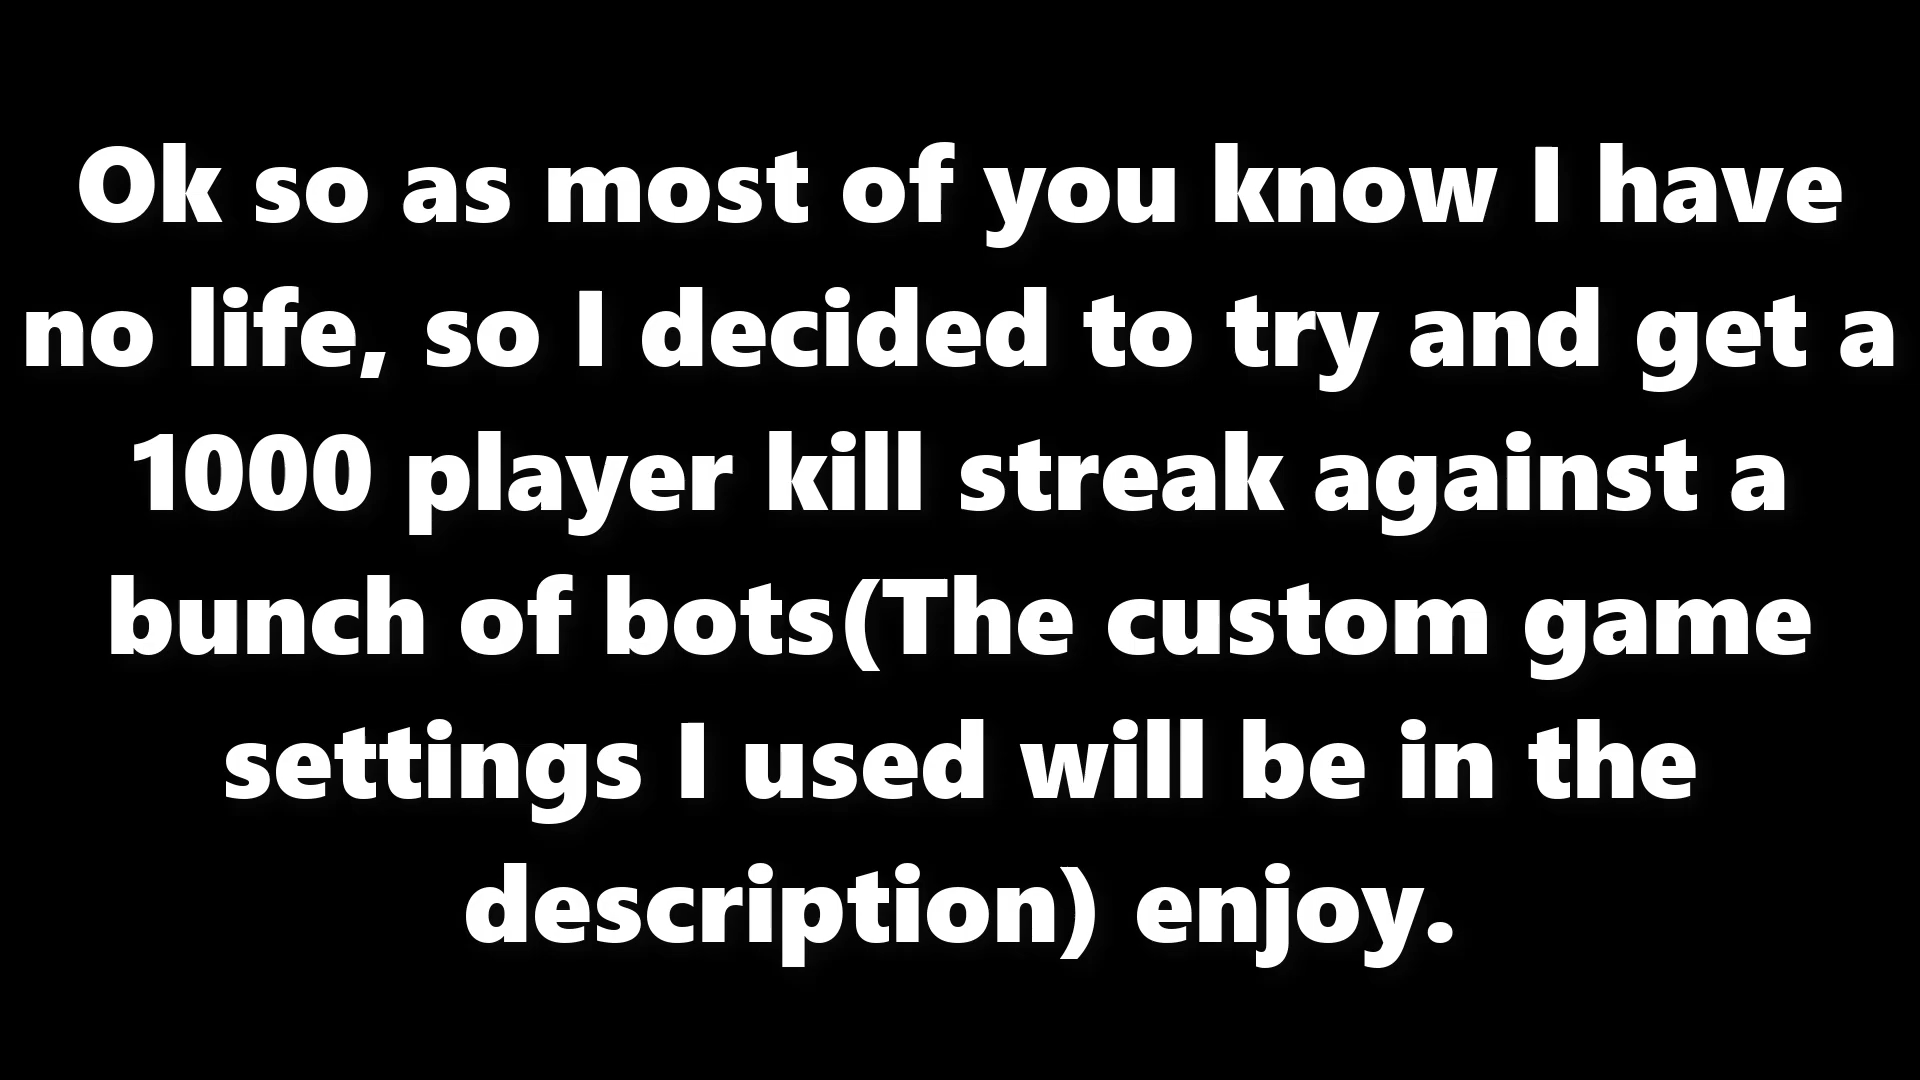 Ok so as most of you know I have
no life, so I decided to try and get a
1000 player kill streak against a
bunch of bots(The custom game
settings I used will be in the
description) enjoy.